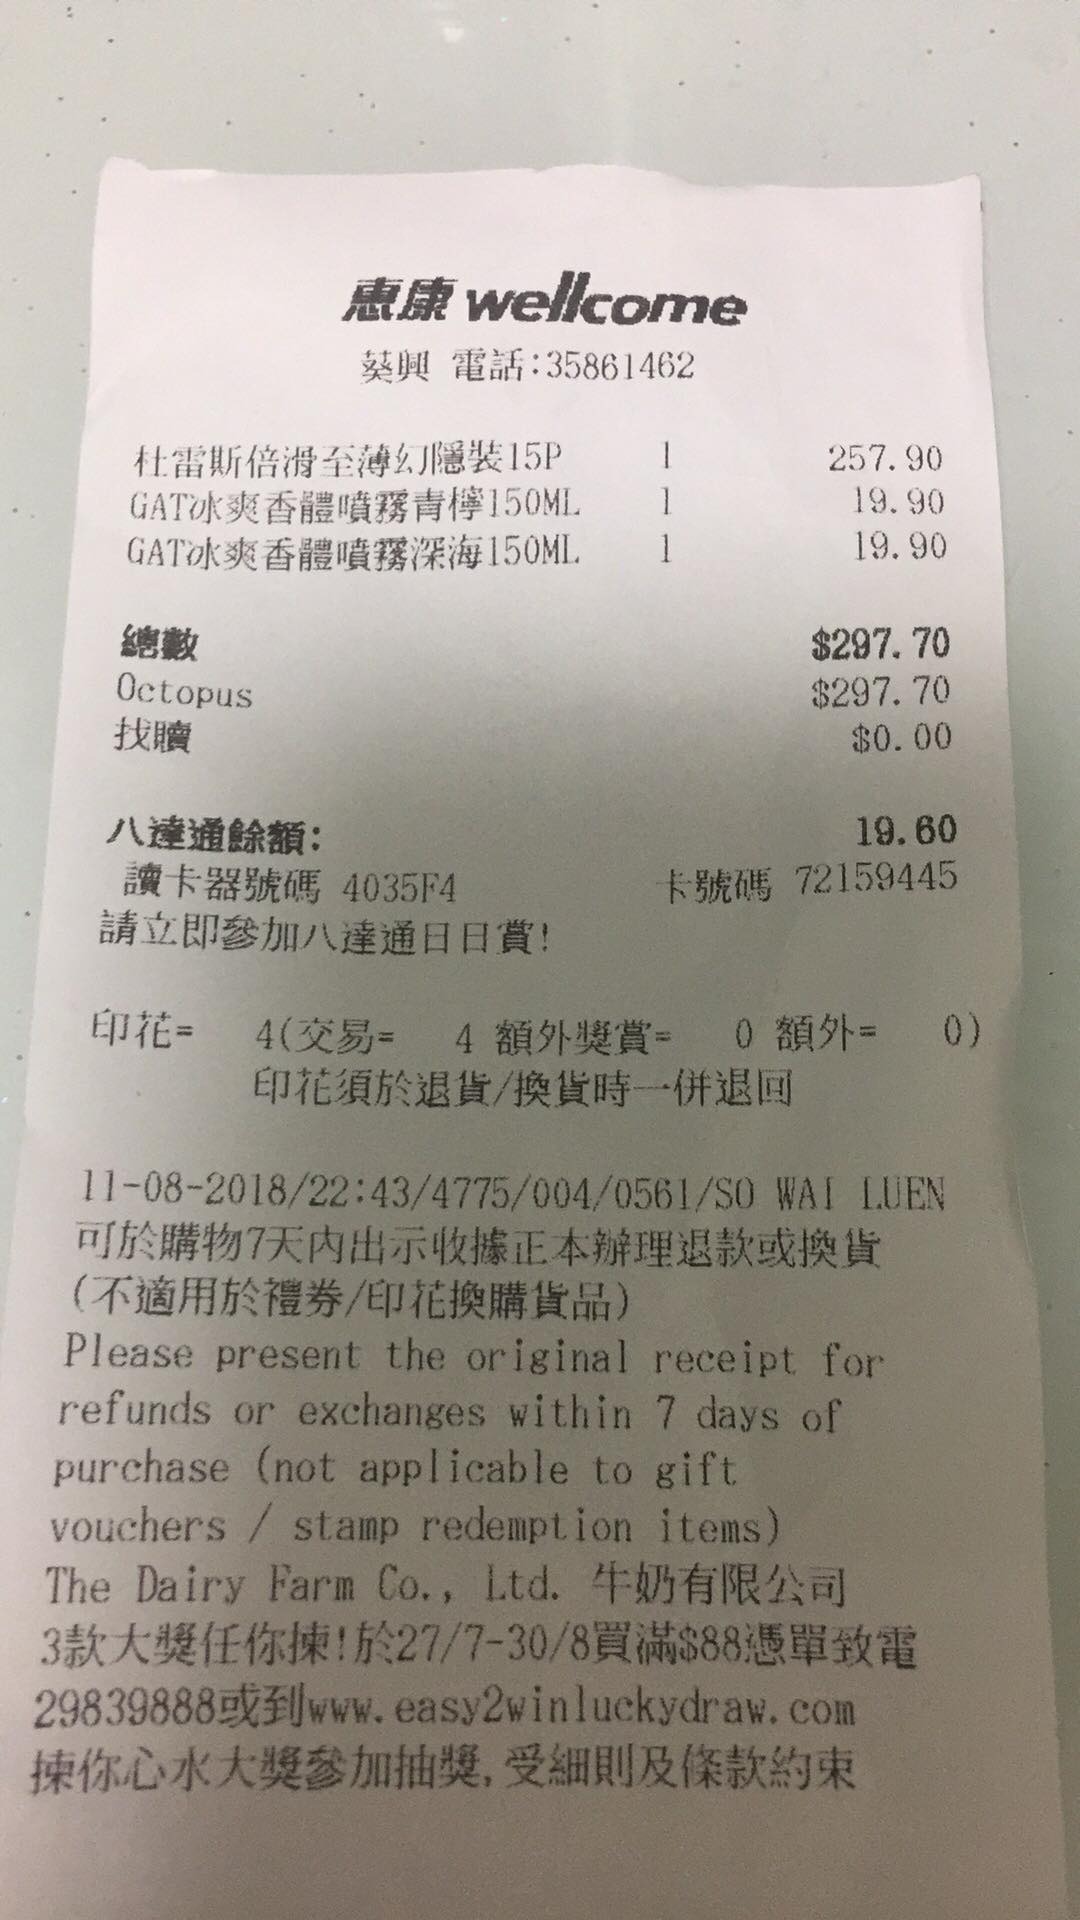 惠康 wellcome
葵興 電話:35861462
杜雷斯倍滑至薄幻隱裝15P 1 257.90
GAT冰爽香體噴霧青檸150ML 1 19.90
GAT冰爽香體噴霧深海150ML 1 19.90
總數 $297.70
Octopus $297.70
找贖 $0.00
八達通餘額: 19.60
讀卡器號碼 4035F4 卡號碼 72159445
請立即參加八達通日日賞!
印花= 4(交易= 4 額外獎賞= 0 額外= 0)
印花須於退貨/換貨時一併退回
11-08-2018/22:43/4775/004/0561/SO WAI LUEN
可於購物7天內出示收據正本辦理退款或換貨
(不適用於禮券/印花換購貨品)
Please present the original receipt for
refunds or exchanges within 7 days of
purchase (not applicable to gift
vouchers / stamp redemption items)
The Dairy Farm Co., Ltd. 牛奶有限公司
3款大獎任你揀!於27/7-30/8買滿$88憑單致電
29839888或到www.easy2winluckydraw.com
揀你心水大獎參加抽獎,受細則及條款約束